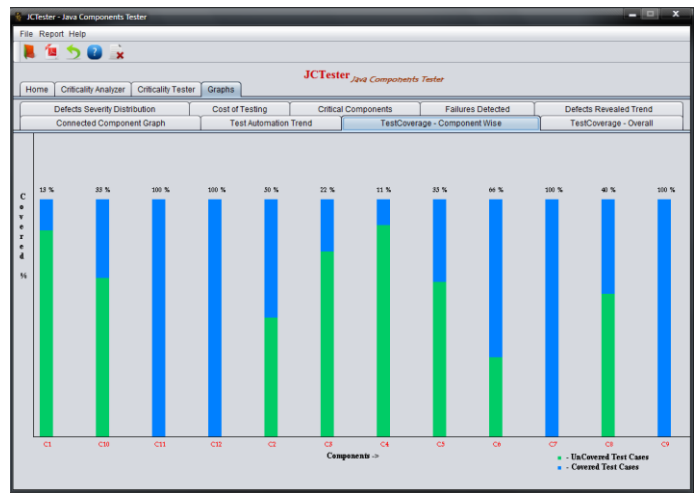 JCTester - Java Components Tester
File Report Help
JCTester Java Components Tester
Home Criticality Analyzer Criticality Tester Graphs
Defects Severity Distribution Cost of Testing Critical Components Failures Detected Defects Revealed Trend
Connected Component Graph Test Automation Trend TestCoverage - Component Wise TestCoverage - Overall
13 % 33 % 100 % 100 % 50 % 22 % 11 % 35 % 66 % 100 % 40 % 100 %
Covered %
C1 C10 C11 C12 C2 C3 C4 C5 C6 C7 C8 C9
Components ->
- UnCovered Test Cases
- Covered Test Cases